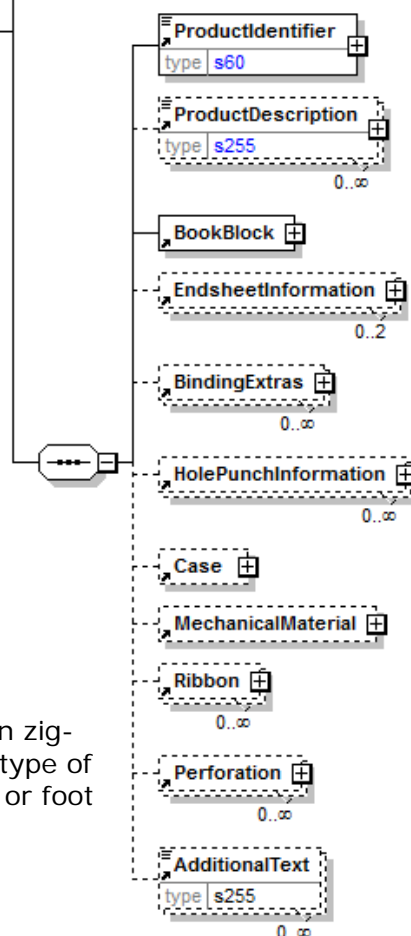 ProductIdentifier
type s60
ProductDescription
type s255
0..∞
BookBlock
EndsheetInformation
0..2
BindingExtras
0..∞
HolePunchInformation
0..∞
Case
MechanicalMaterial
Ribbon
0..∞
n zig-
type of
or foot
Perforation
0..∞
AdditionalText
type s255
0..∞